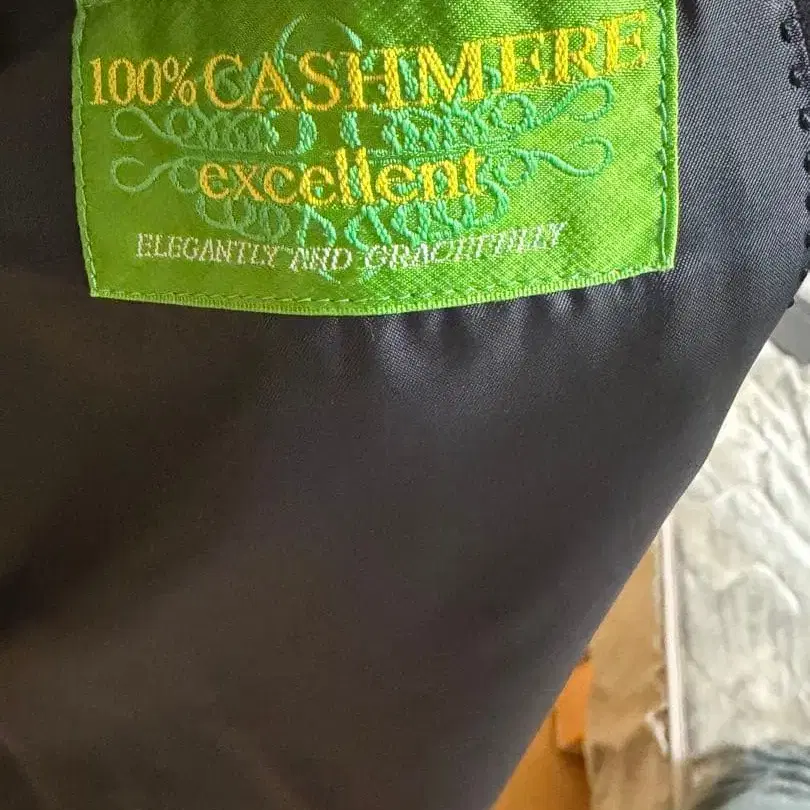 100% CASHMERE
excellent
ELEGANTLY AND GRACEFULLY